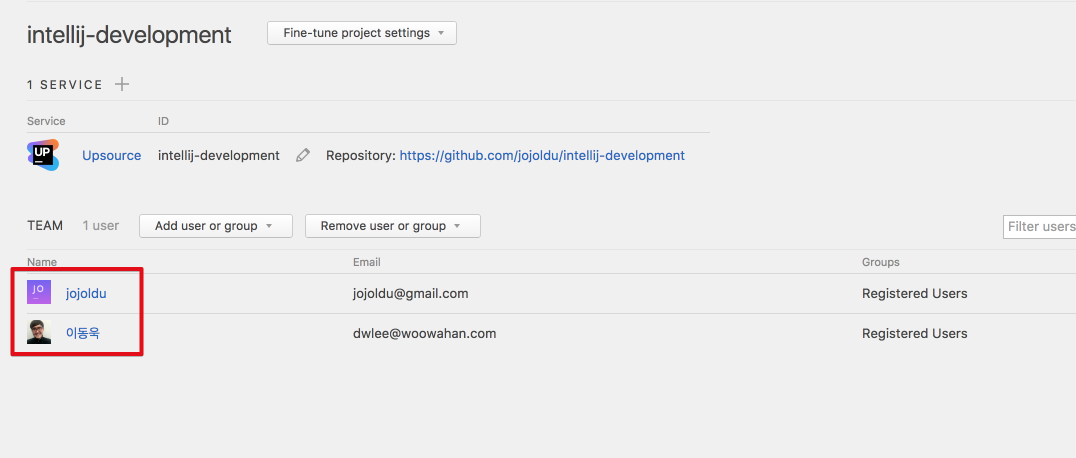 intellij-development Fine-tune project settings
1 SERVICE
Service ID
UP Upsource intellij-development Repository: https://github.com/jojoldu/intellij-development
TEAM 1 user Add user or group Remove user or group Filter users
Name Email Groups
JO jojoldu jojoldu@gmail.com Registered Users
이동욱 dwlee@woowahan.com Registered Users